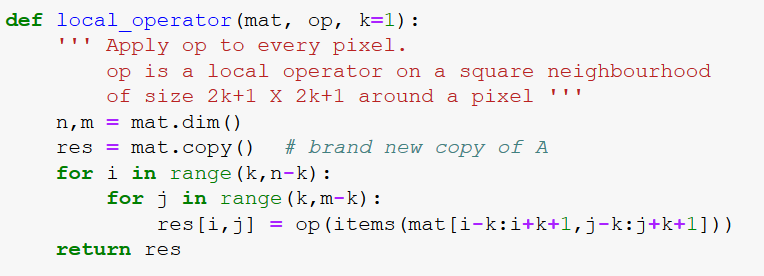 def local_operator(mat, op, k=1):
    ''' Apply op to every pixel.
        op is a local operator on a square neighbourhood
        of size 2k+1 X 2k+1 around a pixel '''
    n,m = mat.dim()
    res = mat.copy()  # brand new copy of A
    for i in range(k,n-k):
        for j in range(k,m-k):
            res[i,j] = op(items(mat[i-k:i+k+1,j-k:j+k+1]))
    return res